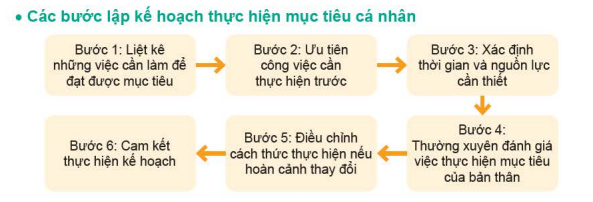 • Các bước lập kế hoạch thực hiện mục tiêu cá nhân
Bước 1: Liệt kê
những việc cần làm để
đạt được mục tiêu
Bước 2: Ưu tiên
công việc cần
thực hiện trước
Bước 3: Xác định
thời gian và nguồn lực
cần thiết
Bước 4:
Thường xuyên đánh giá
việc thực hiện mục tiêu
của bản thân
Bước 5: Điều chỉnh
cách thức thực hiện nếu
hoàn cảnh thay đổi
Bước 6: Cam kết
thực hiện kế hoạch